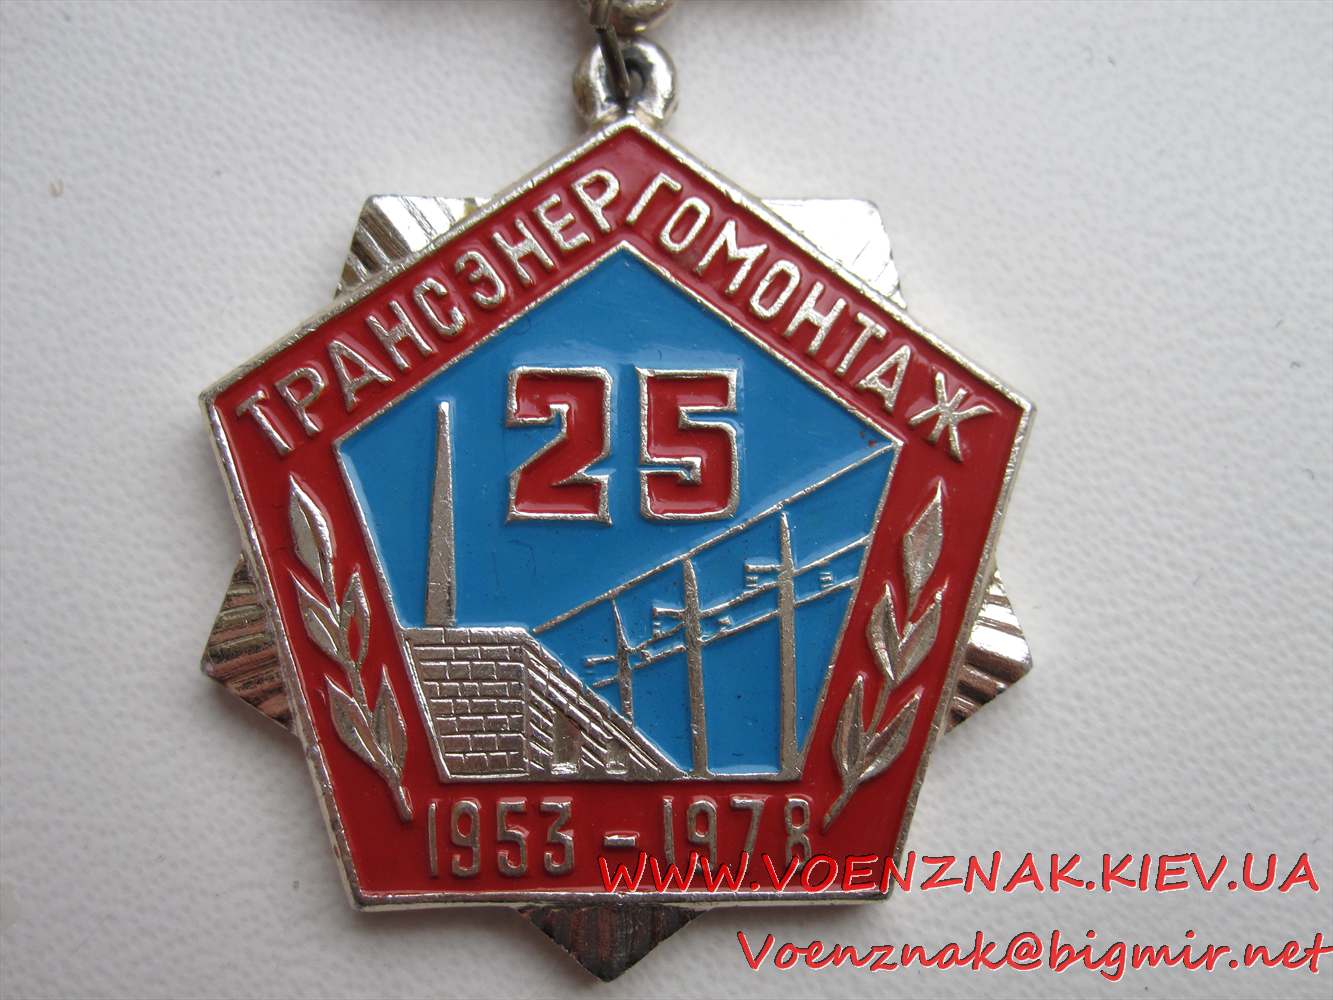 ТРАНСЭНЕРГОМОНТАЖ
25
1953-1978
WWW.VOENZNAK.KIEV.UA
Voenznak@bigmir.net